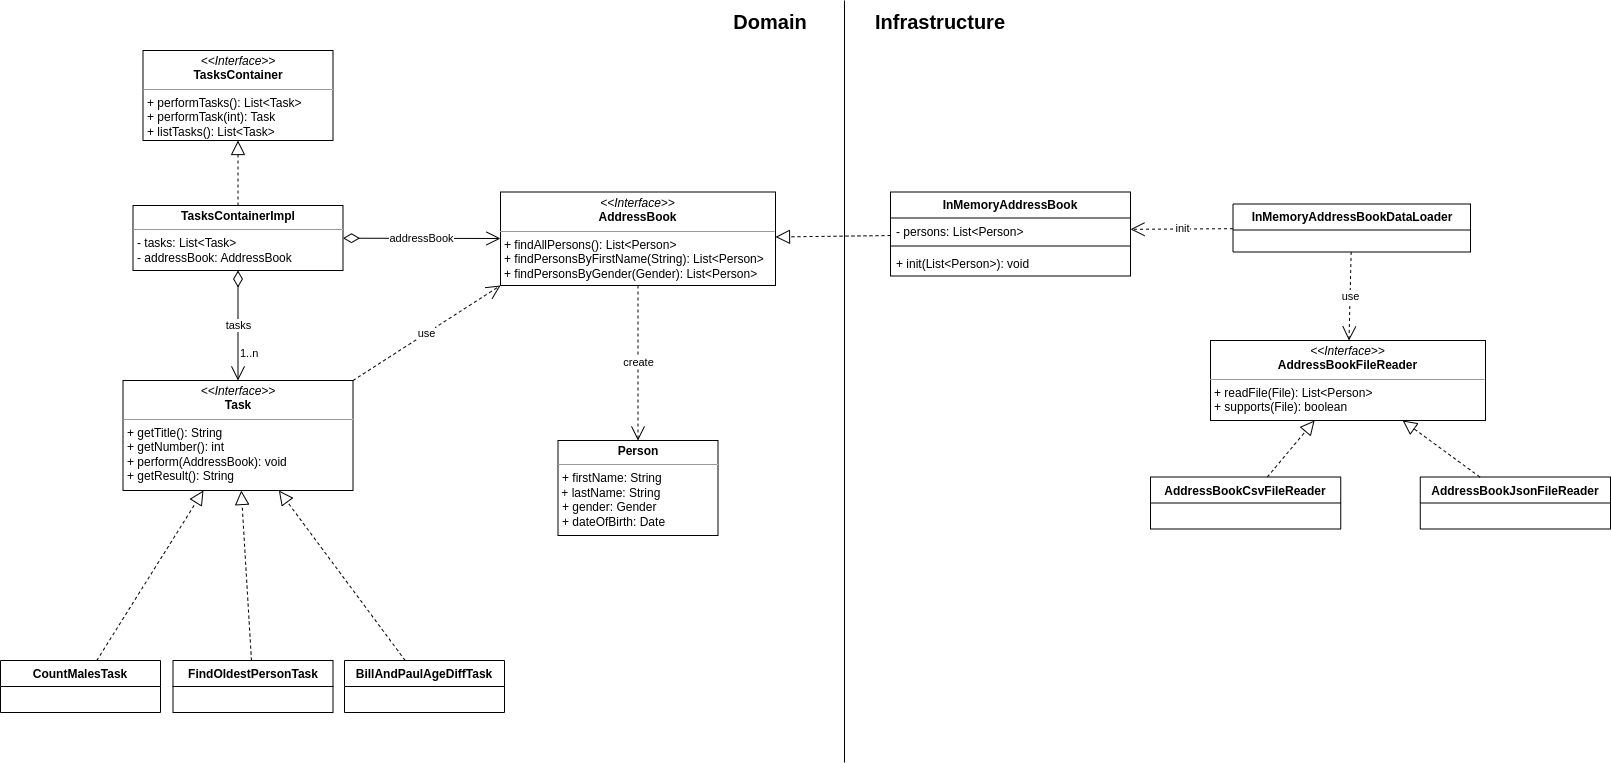 Domain
Infrastructure
<<Interface>>
TasksContainer
+ performTasks(): List<Task>
+ performTask(int): Task
+ listTasks(): List<Task>
TasksContainerImpl
- tasks: List<Task>
- addressBook: AddressBook
addressBook
<<Interface>>
AddressBook
+ findAllPersons(): List<Person>
+ findPersonsByFirstName(String): List<Person>
+ findPersonsByGender(Gender): List<Person>
InMemoryAddressBook
- persons: List<Person>
+ init(List<Person>): void
init
InMemoryAddressBookDataLoader
use
tasks
1..n
use
create
<<Interface>>
AddressBookFileReader
+ readFile(File): List<Person>
+ supports(File): boolean
<<Interface>>
Task
+ getTitle(): String
+ getNumber(): int
+ perform(AddressBook): void
+ getResult(): String
Person
+ firstName: String
+ lastName: String
+ gender: Gender
+ dateOfBirth: Date
AddressBookCsvFileReader
AddressBookJsonFileReader
CountMalesTask
FindOldestPersonTask
BillAndPaulAgeDiffTask